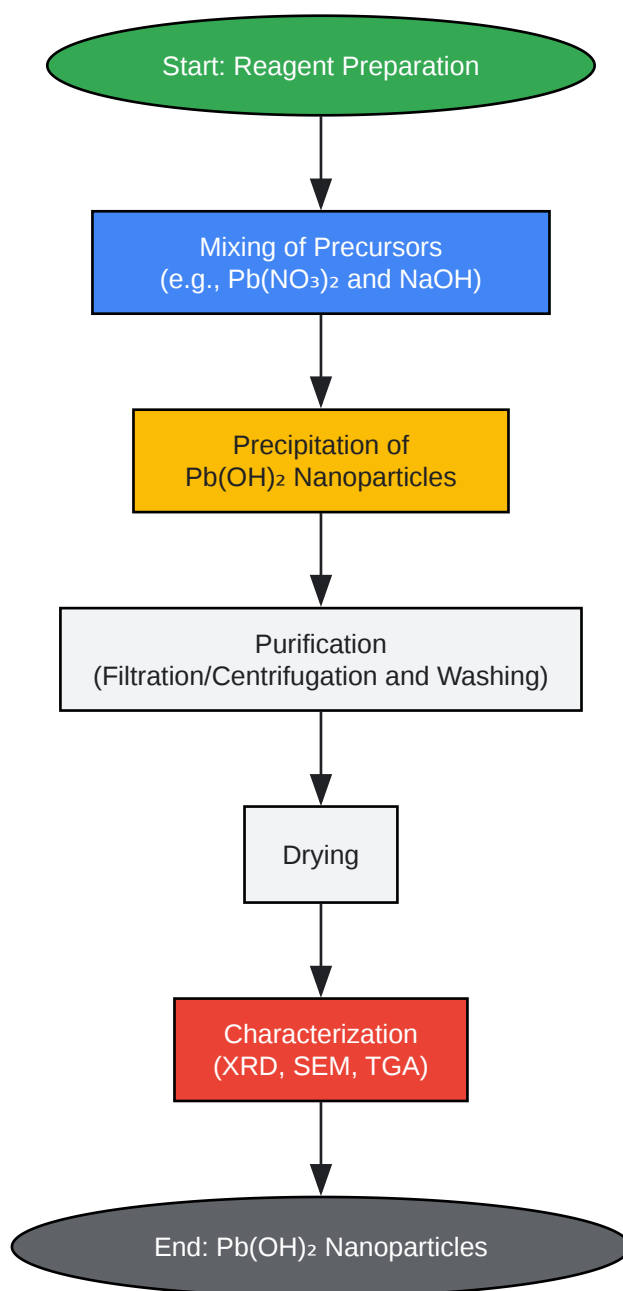 Start: Reagent Preparation
Mixing of Precursors
(e.g., Pb(NO₃)₂ and NaOH)
Precipitation of
Pb(OH)₂ Nanoparticles
Purification
(Filtration/Centrifugation and Washing)
Drying
Characterization
(XRD, SEM, TGA)
End: Pb(OH)₂ Nanoparticles